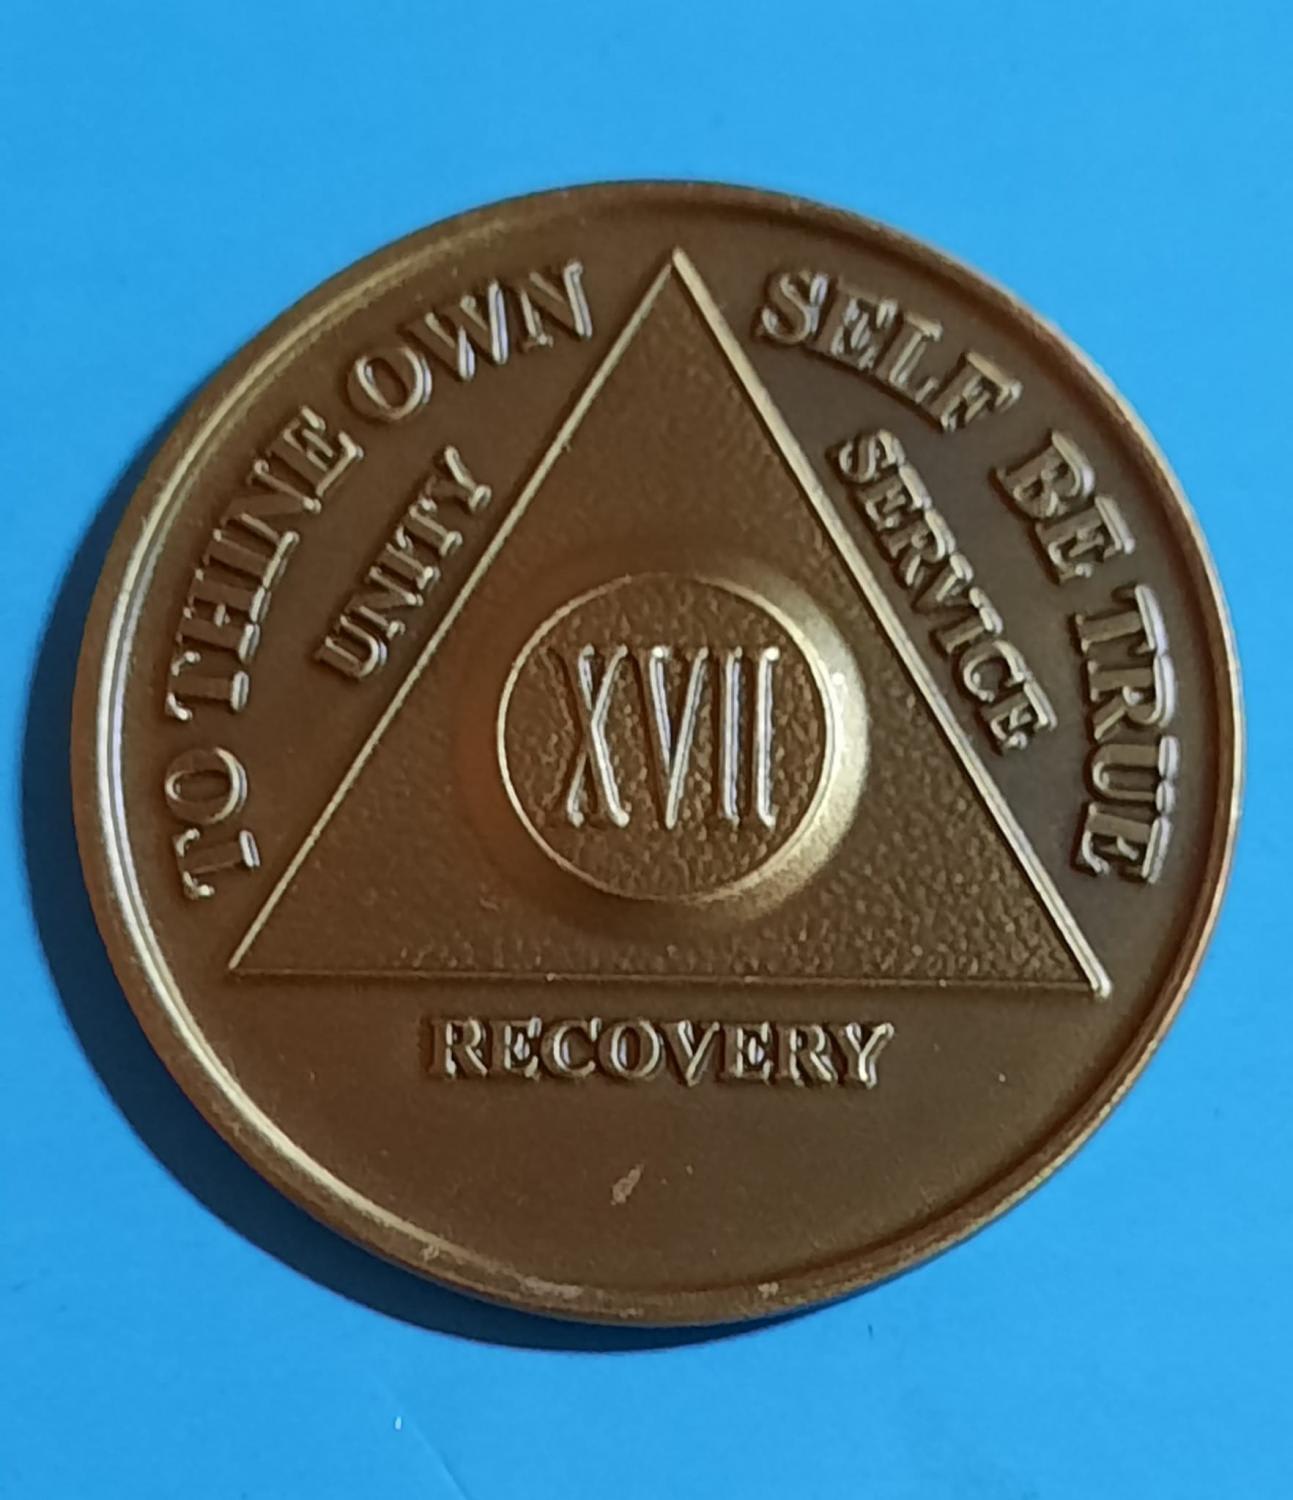 TO THINE OWN SELF BE TRUE
UNITY
SERVICE
XVII
RECOVERY